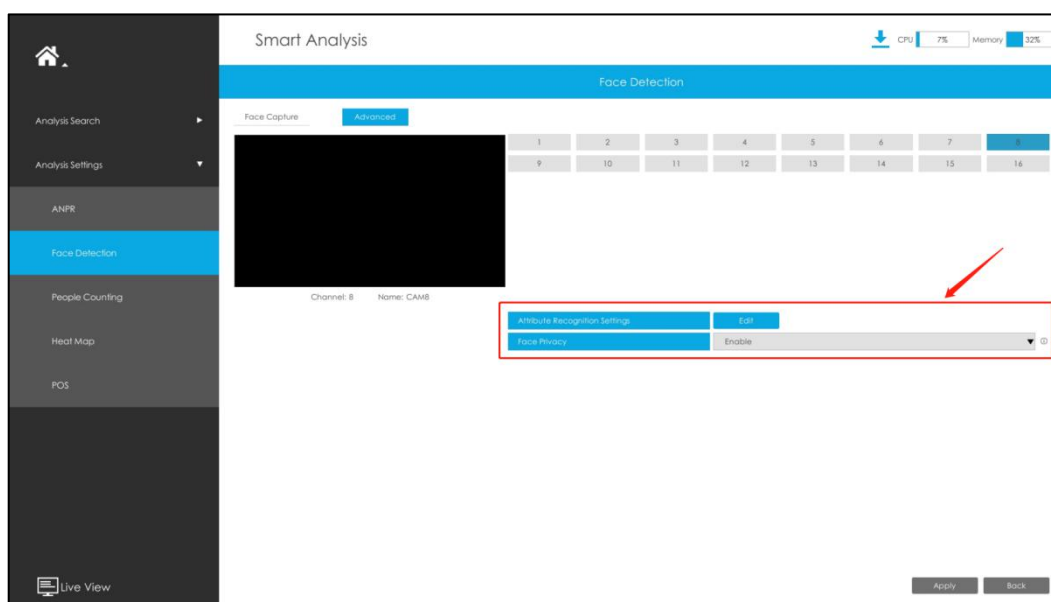 Smart Analysis
CPU 7% Memory 32%
Face Detection
Analysis Search
Analysis Settings
ANPR
Face Detection
People Counting
Heat Map
POS
Live View
Face Capture Advanced
1 2 3 4 5 6 7 8
9 10 11 12 13 14 15 16
Channel: 8 Name: CAM8
Attribute Recognition Settings Edit
Face Privacy Enable
Apply Back